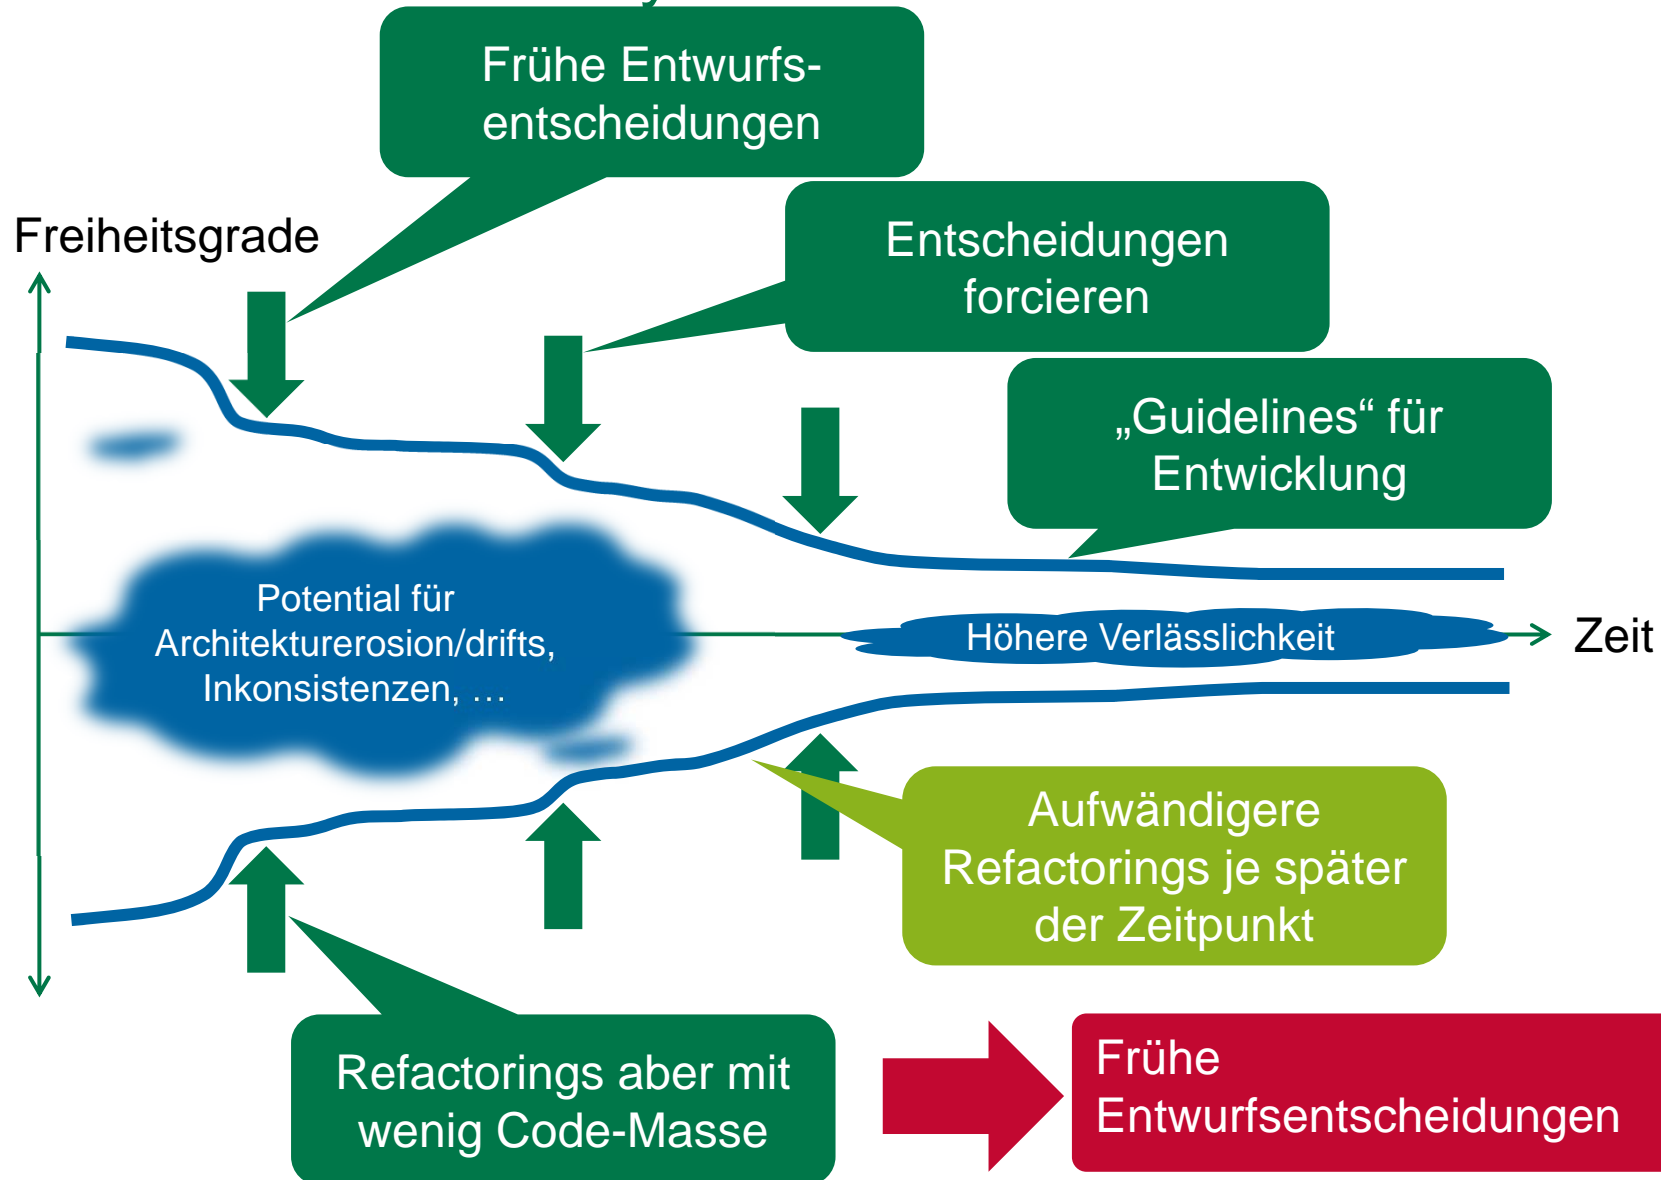 Frühe Entwurfs-
entscheidungen
Freiheitsgrade
Entscheidungen
forcieren
„Guidelines“ für
Entwicklung
Potential für
Architekturerosion/drifts,
Inkonsistenzen, …
Höhere Verlässlichkeit
Zeit
Aufwändigere
Refactorings je später
der Zeitpunkt
Refactorings aber mit
wenig Code-Masse
Frühe
Entwurfsentscheidungen